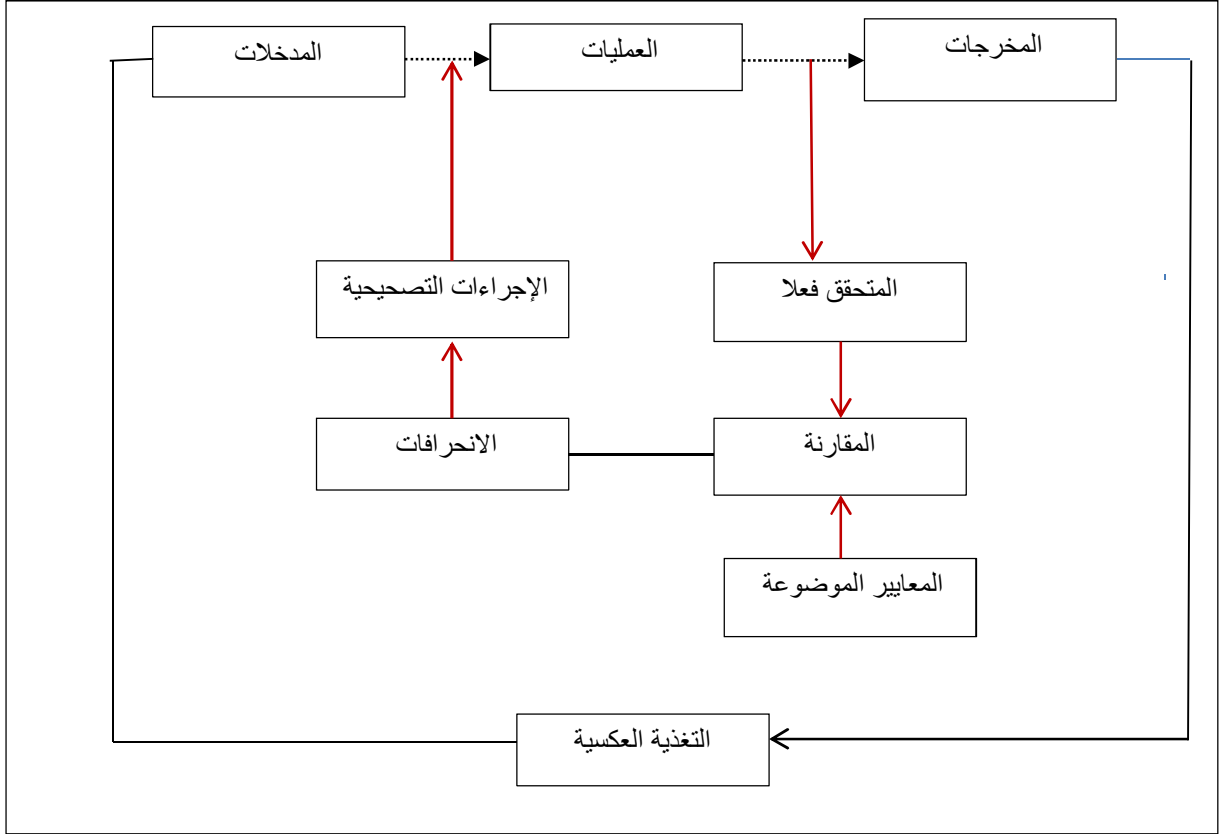 المدخلات
العمليات
المخرجات
الإجراءات التصحيحية
المتحقق فعلا
الانحرافات
المقارنة
المعايير الموضوعة
التغذية العكسية